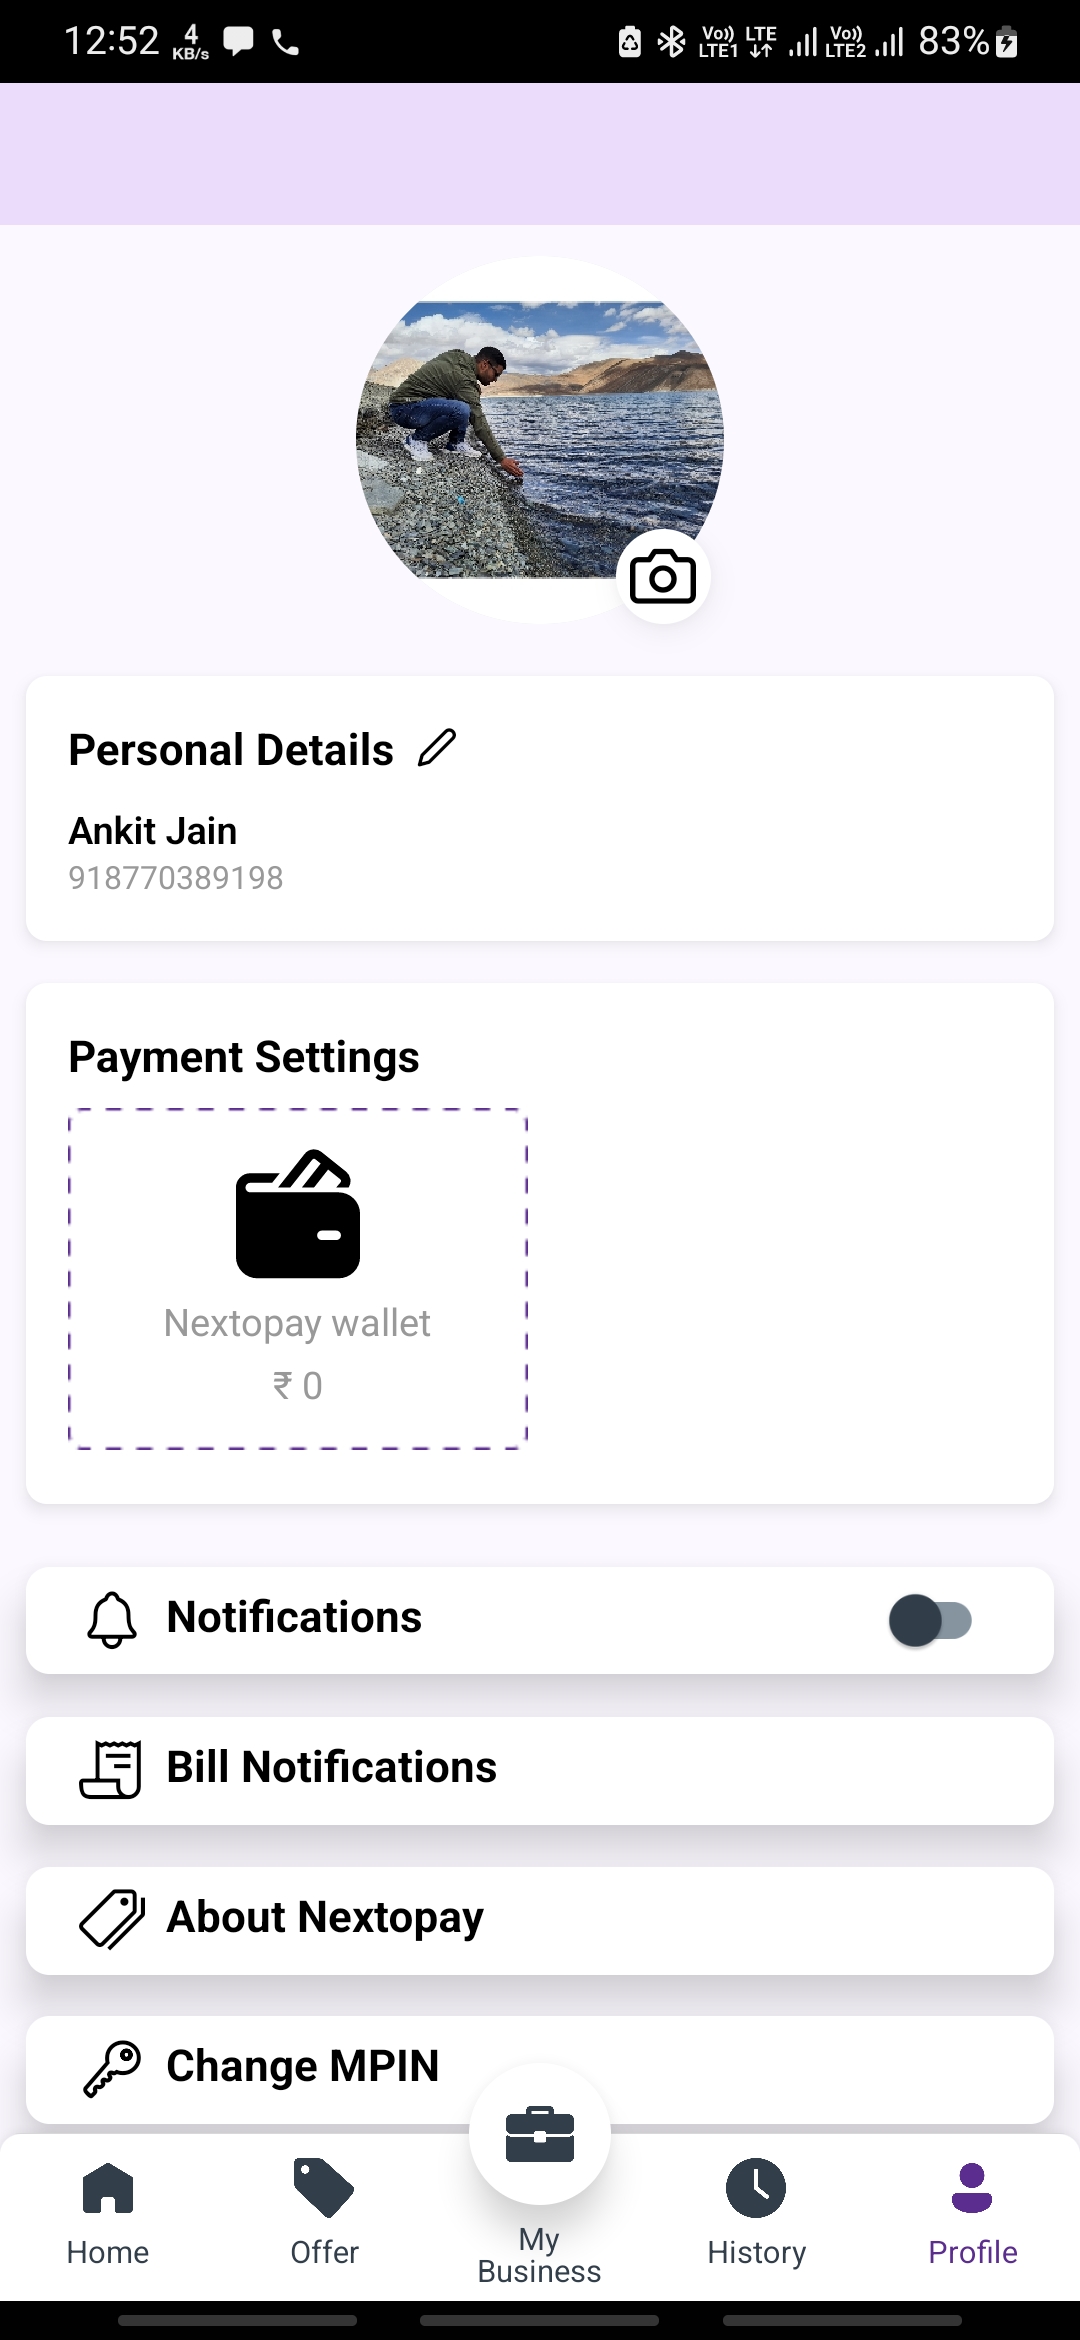 12:52 4 KB/s Vo)) LTE1 LTE Vo)) LTE2 83%
Personal Details
Ankit Jain
918770389198
Payment Settings
Nextopay wallet
₹ 0
Notifications
Bill Notifications
About Nextopay
Change MPIN
Home
Offer
My
Business
History
Profile